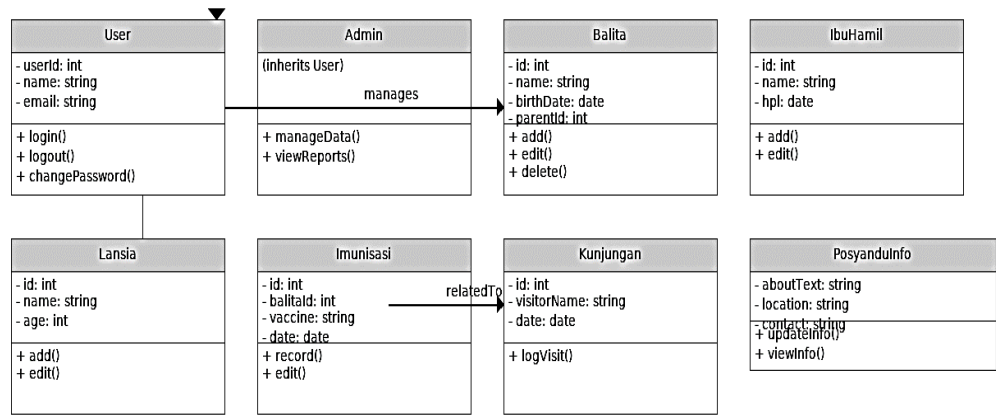 User
- userId: int
- name: string
- email: string
+ login()
+ logout()
+ changePassword()
Admin
(inherits User)
+ manageData()
+ viewReports()
manages
Balita
- id: int
- name: string
- birthDate: date
- parentId: int
+ add()
+ edit()
+ delete()
IbuHamil
- id: int
- name: string
- hpl: date
+ add()
+ edit()
Lansia
- id: int
- name: string
- age: int
+ add()
+ edit()
Imunisasi
- id: int
- balitaId: int
- vaccine: string
- date: date
+ record()
+ edit()
relatedTo
Kunjungan
- id: int
- visitorName: string
- date: date
+ logVisit()
PosyanduInfo
- aboutText: string
- location: string
- contact: string
+ updateInfo()
+ viewInfo()